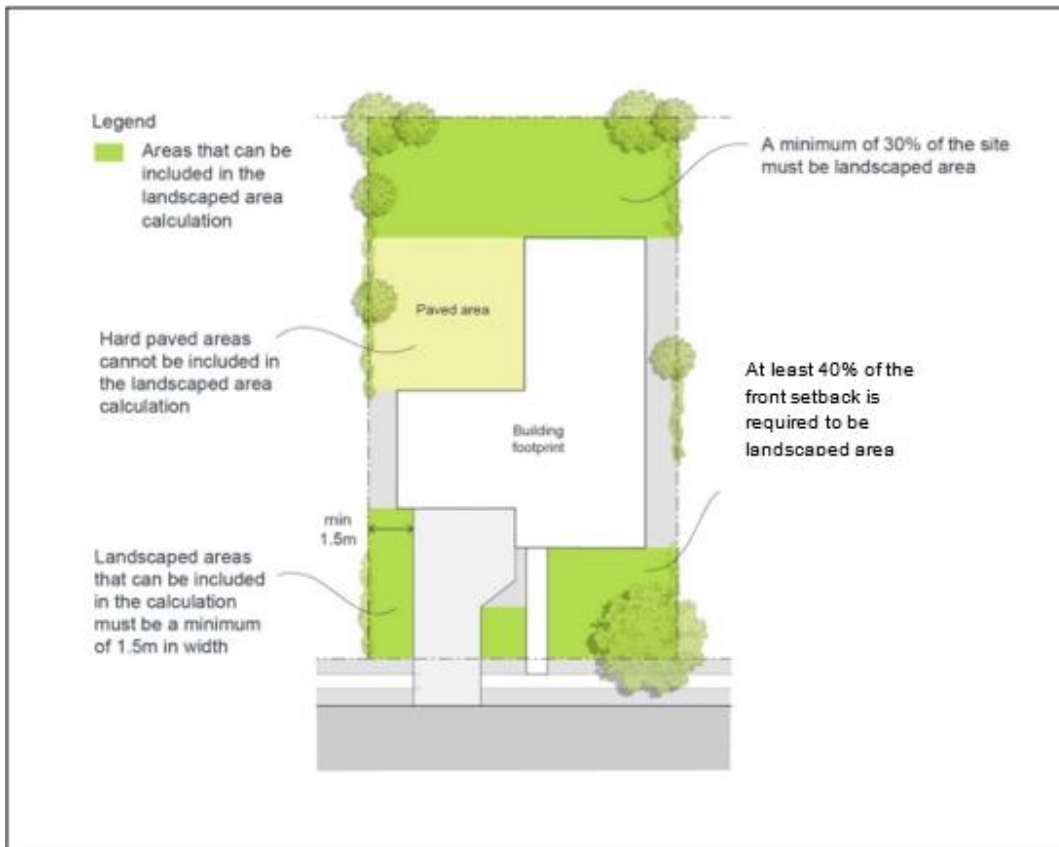 Legend
Areas that can be
included in the
landscaped area
calculation
A minimum of 30% of the site
must be landscaped area
Paved area
Hard paved areas
cannot be included in
the landscaped area
calculation
At least 40% of the
front setback is
required to be
landscaped area
Building
footprint
min
1.5m
Landscaped areas
that can be included
in the calculation
must be a minimum
of 1.5m in width